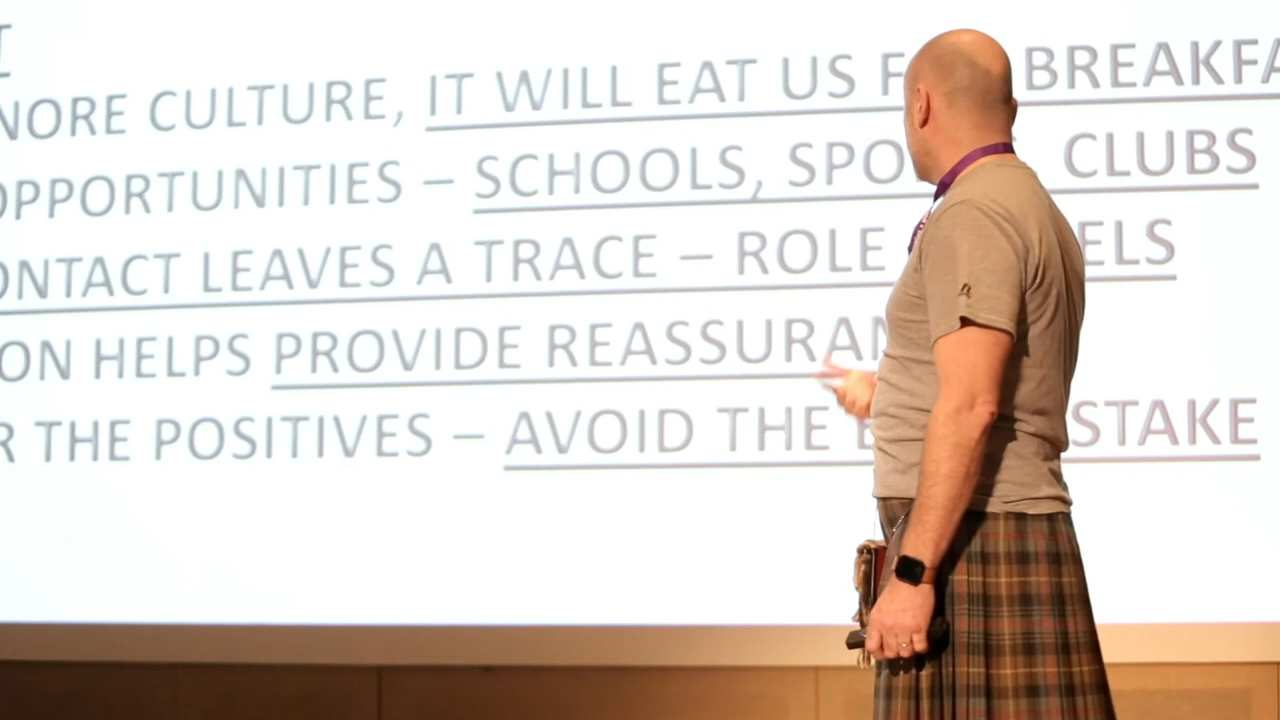 T
NORE CULTURE, IT WILL EAT US F BREAKFA
OPPORTUNITIES – SCHOOLS, SPO CLUBS
ONTACT LEAVES A TRACE – ROLE ELS
ON HELPS PROVIDE REASSURAN
R THE POSITIVES – AVOID THE STAKE